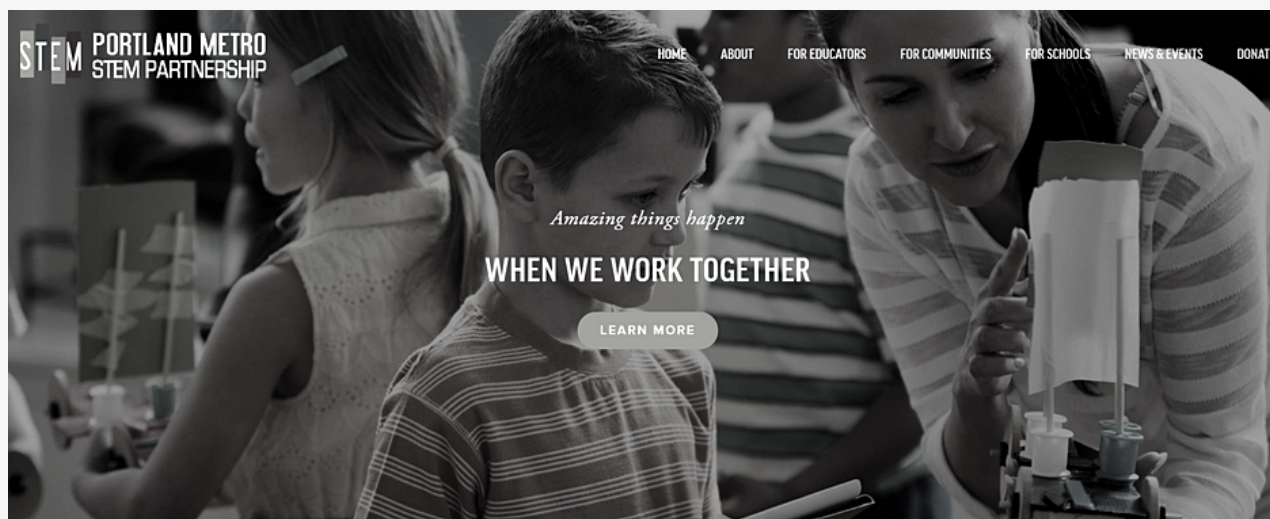 STEM PORTLAND METRO
STEM PARTNERSHIP
HOME ABOUT FOR EDUCATORS FOR COMMUNITIES FOR SCHOOLS NEWS & EVENTS DONAT
Amazing things happen
WHEN WE WORK TOGETHER
LEARN MORE